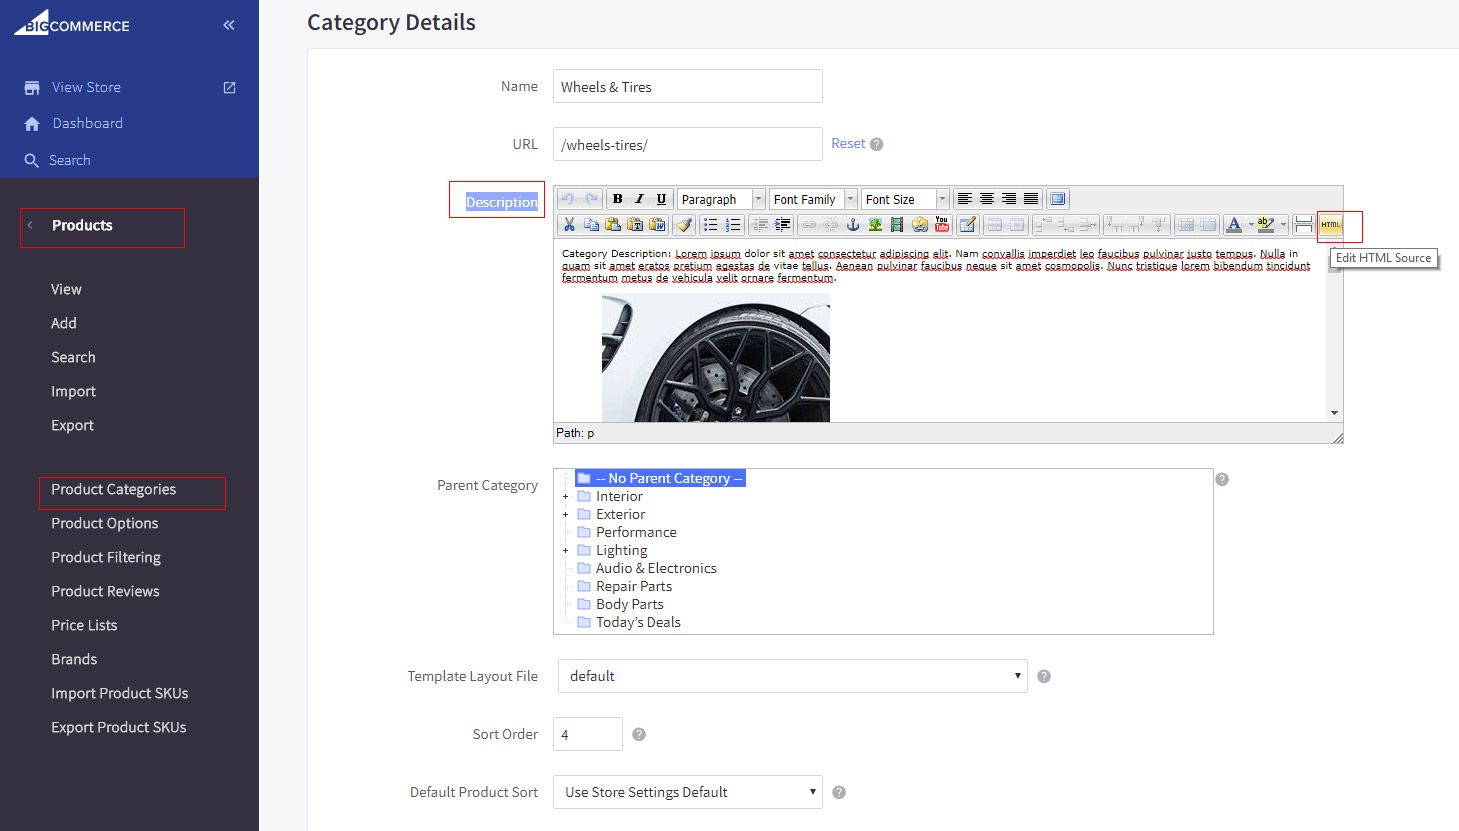 BIGCOMMERCE
View Store
Dashboard
Search
Products
View
Add
Search
Import
Export
Product Categories
Product Options
Product Filtering
Product Reviews
Price Lists
Brands
Import Product SKUs
Export Product SKUs
Category Details
Name Wheels & Tires
URL /wheels-tires/ Reset ?
Description B I U Paragraph Font Family Font Size
T W You Tube A ab HTML
Edit HTML Source
Category Description: Lorem ipsum dolor sit amet consectetur adipiscing elit. Nam convallis imperdiet leo faucibus pulvinar justo tempus. Nulla in
quam sit amet eratos pretium egestas de vitae tellus. Aenean pulvinar faucibus neque sit amet cosmopolis. Nunc tristique lorem bibendum tincidunt
fermentum metus de vehicula velit ornare fermentum.
Path: p
Parent Category -- No Parent Category -- ?
Interior
Exterior
Performance
Lighting
Audio & Electronics
Repair Parts
Body Parts
Today's Deals
Template Layout File default ?
Sort Order 4 ?
Default Product Sort Use Store Settings Default ?